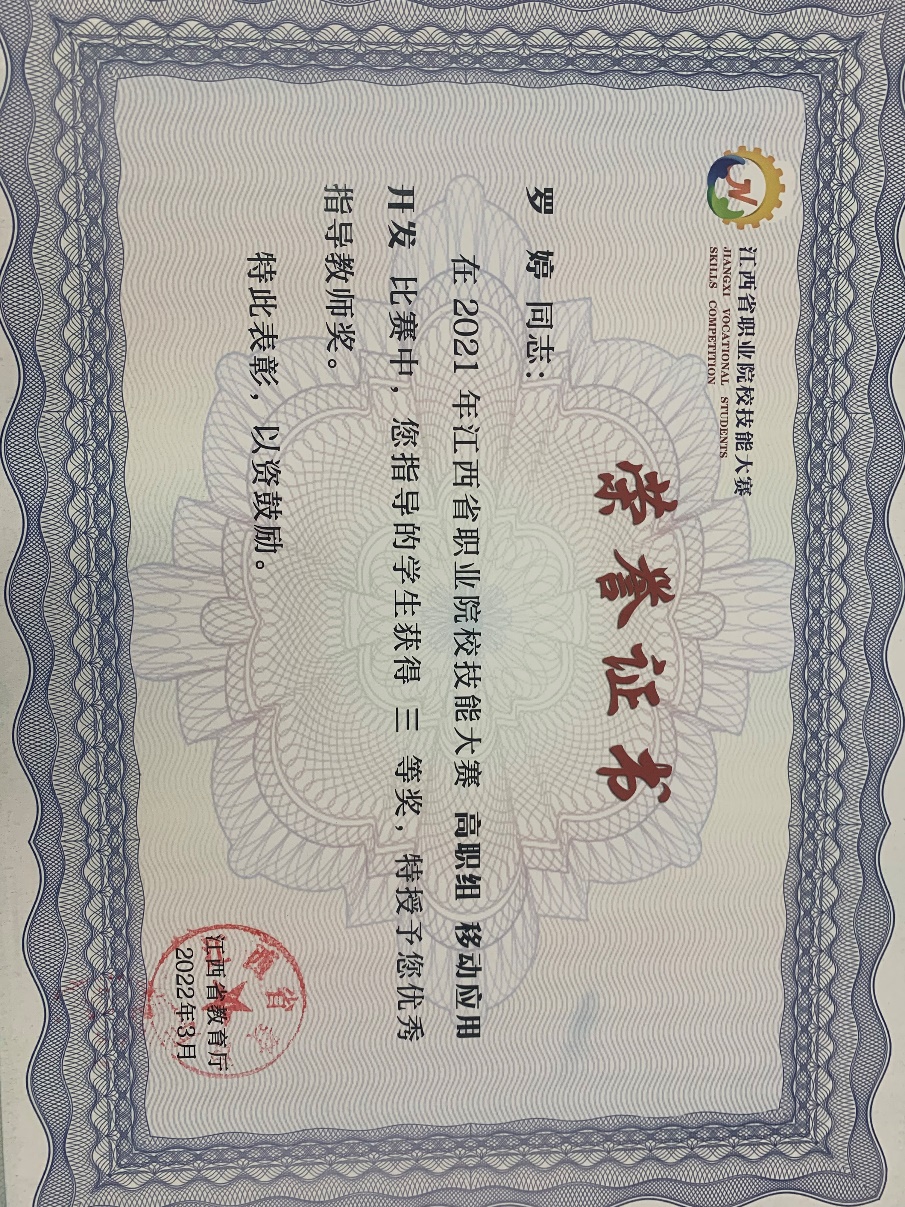 江西省职业院校技能大赛
JIANGXI VOCATIONAL STUDENTS
SKILLS COMPETITION
荣誉证书
罗 婷 同志：
在 2021 年江西省职业院校技能大赛 高职组 移动应用
开发 比赛中，您指导的学生获得 三 等奖，特授予您优秀
指导教师奖。
特此表彰，以资鼓励。
江西省教育厅
2022年3月